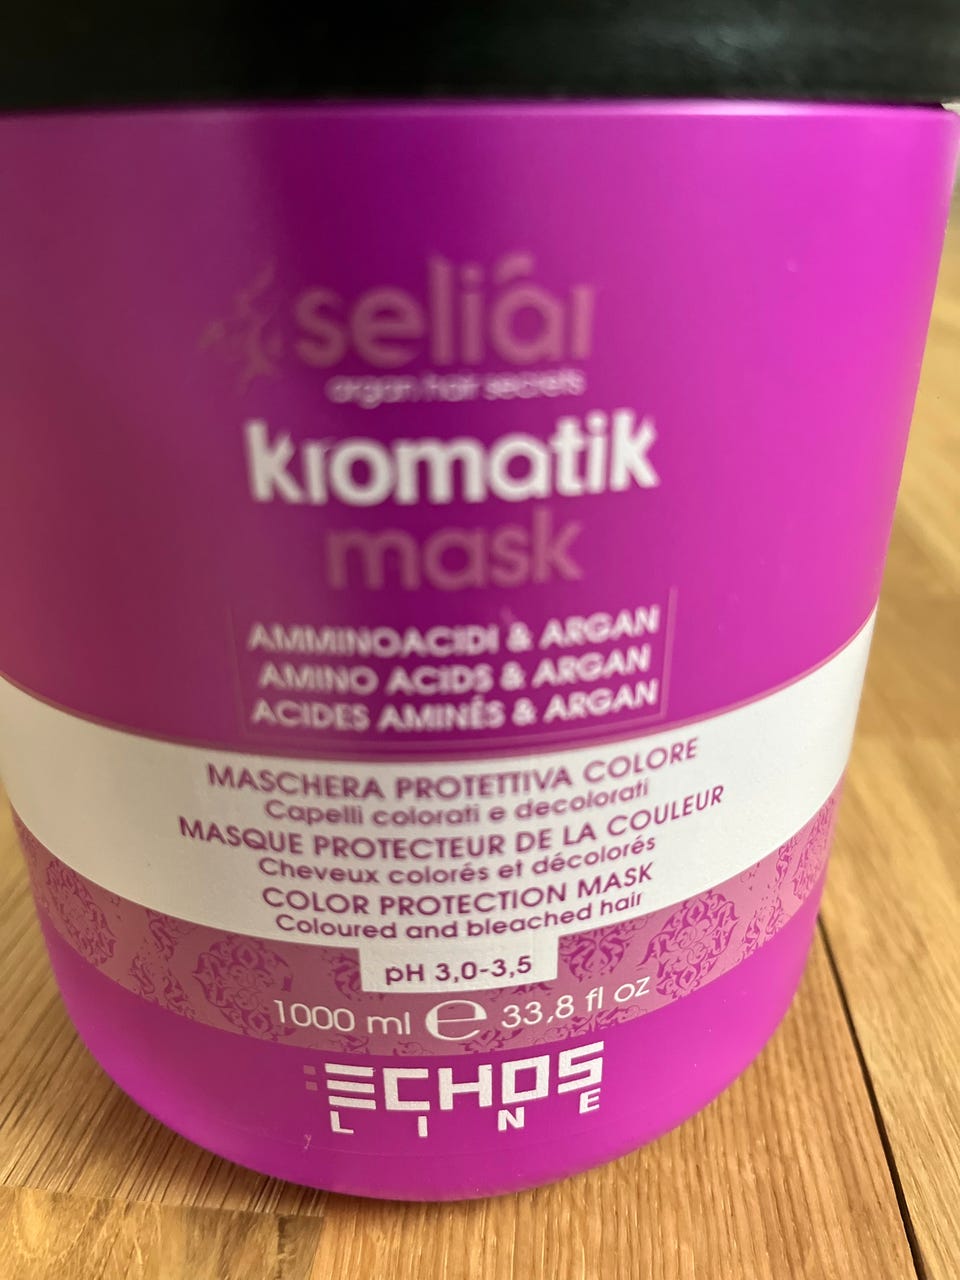 seliár
argan hair secrets
kromatik
mask
AMMINOACIDI & ARGAN
AMINO ACIDS & ARGAN
ACIDES AMINÉS & ARGAN
MASCHERA PROTETTIVA COLORE
Capelli colorati e decolorati
MASQUE PROTECTEUR DE LA COULEUR
Cheveux colorés et décolorés
COLOR PROTECTION MASK
Coloured and bleached hair
pH 3,0-3,5
1000 ml e 33,8 fl oz
ECHOS
LINE